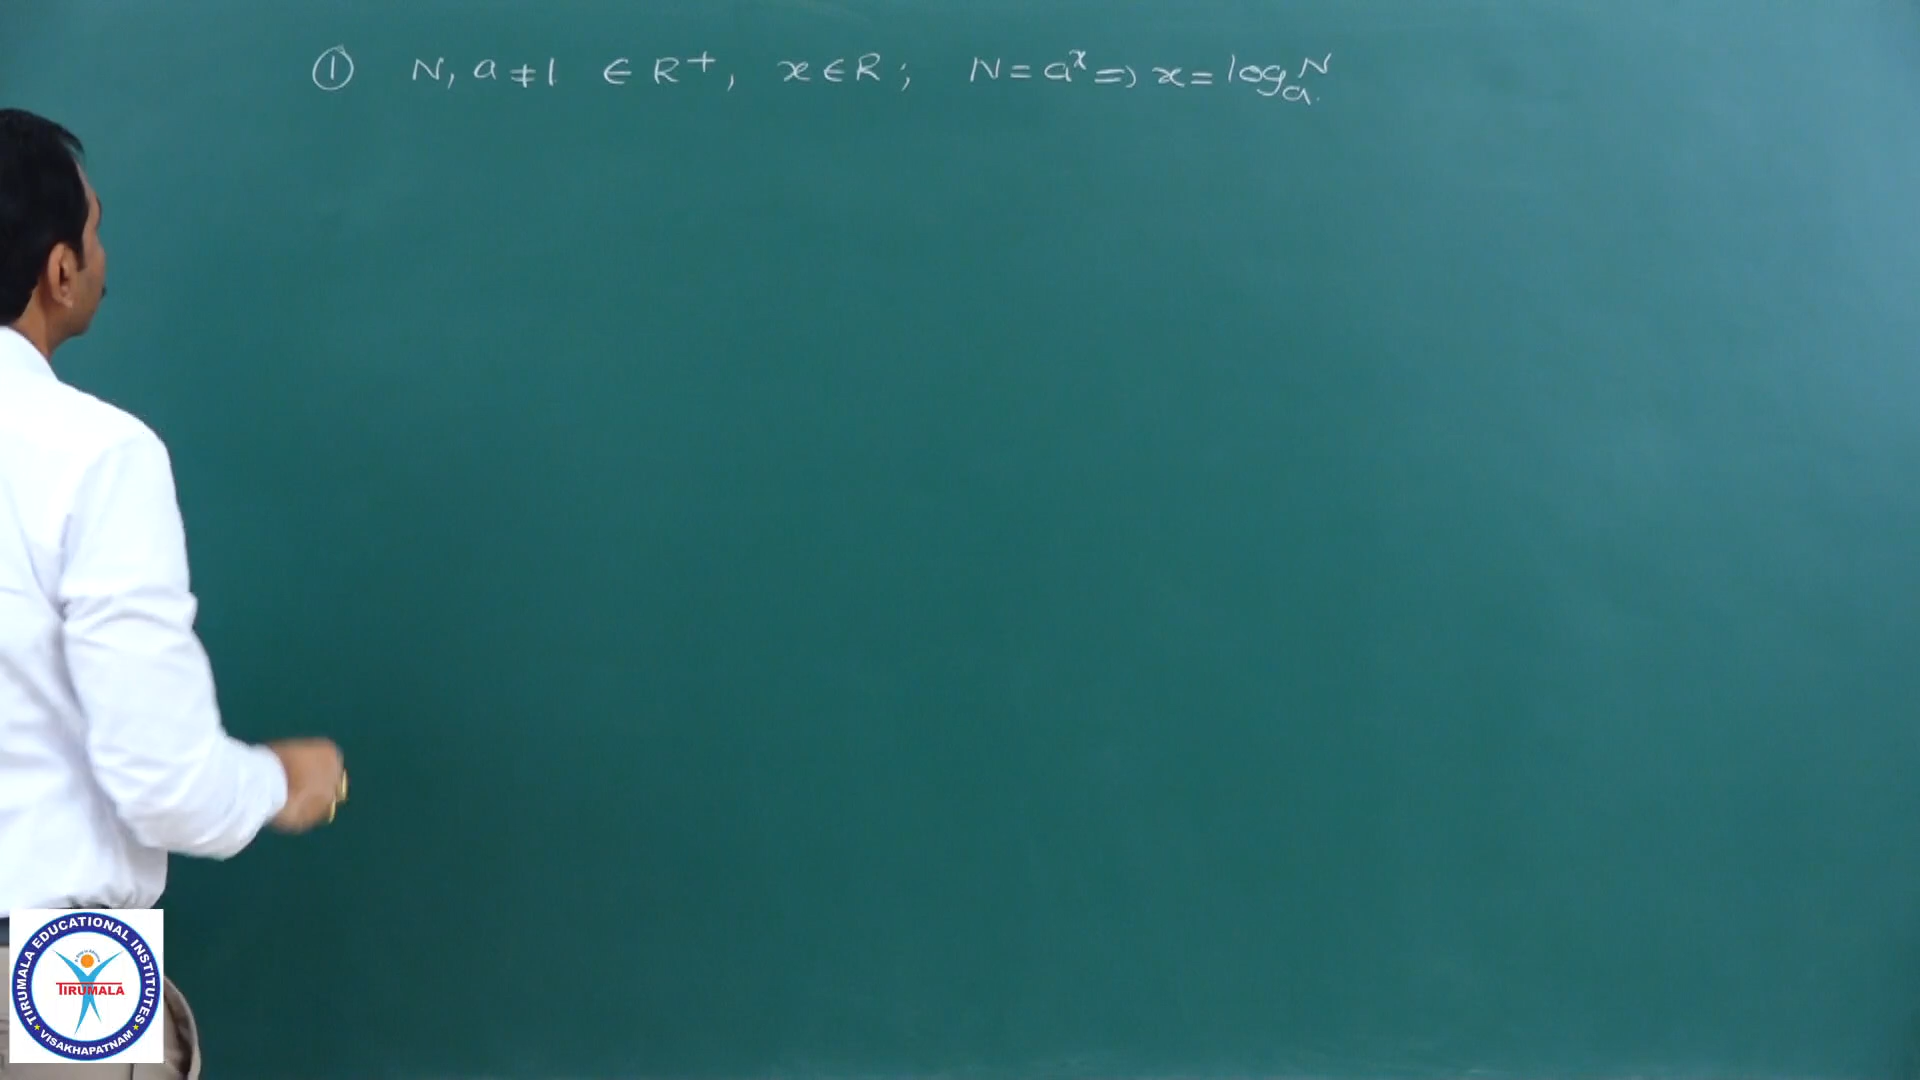 ① N, a ≠ 1 ∈ R⁺, x ∈ R ; N = aˣ ⇒ x = logₐN.
TIRUMALA EDUCATIONAL INSTITUTES
TIRUMALA
★ VISAKHAPATNAM ★